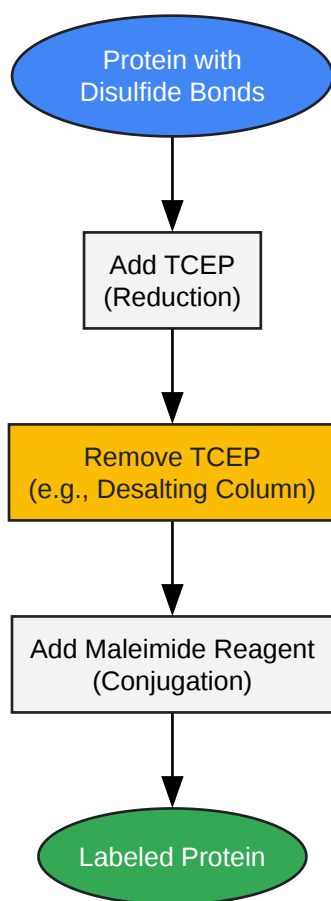 Protein with
Disulfide Bonds
Add TCEP
(Reduction)
Remove TCEP
(e.g., Desalting Column)
Add Maleimide Reagent
(Conjugation)
Labeled Protein